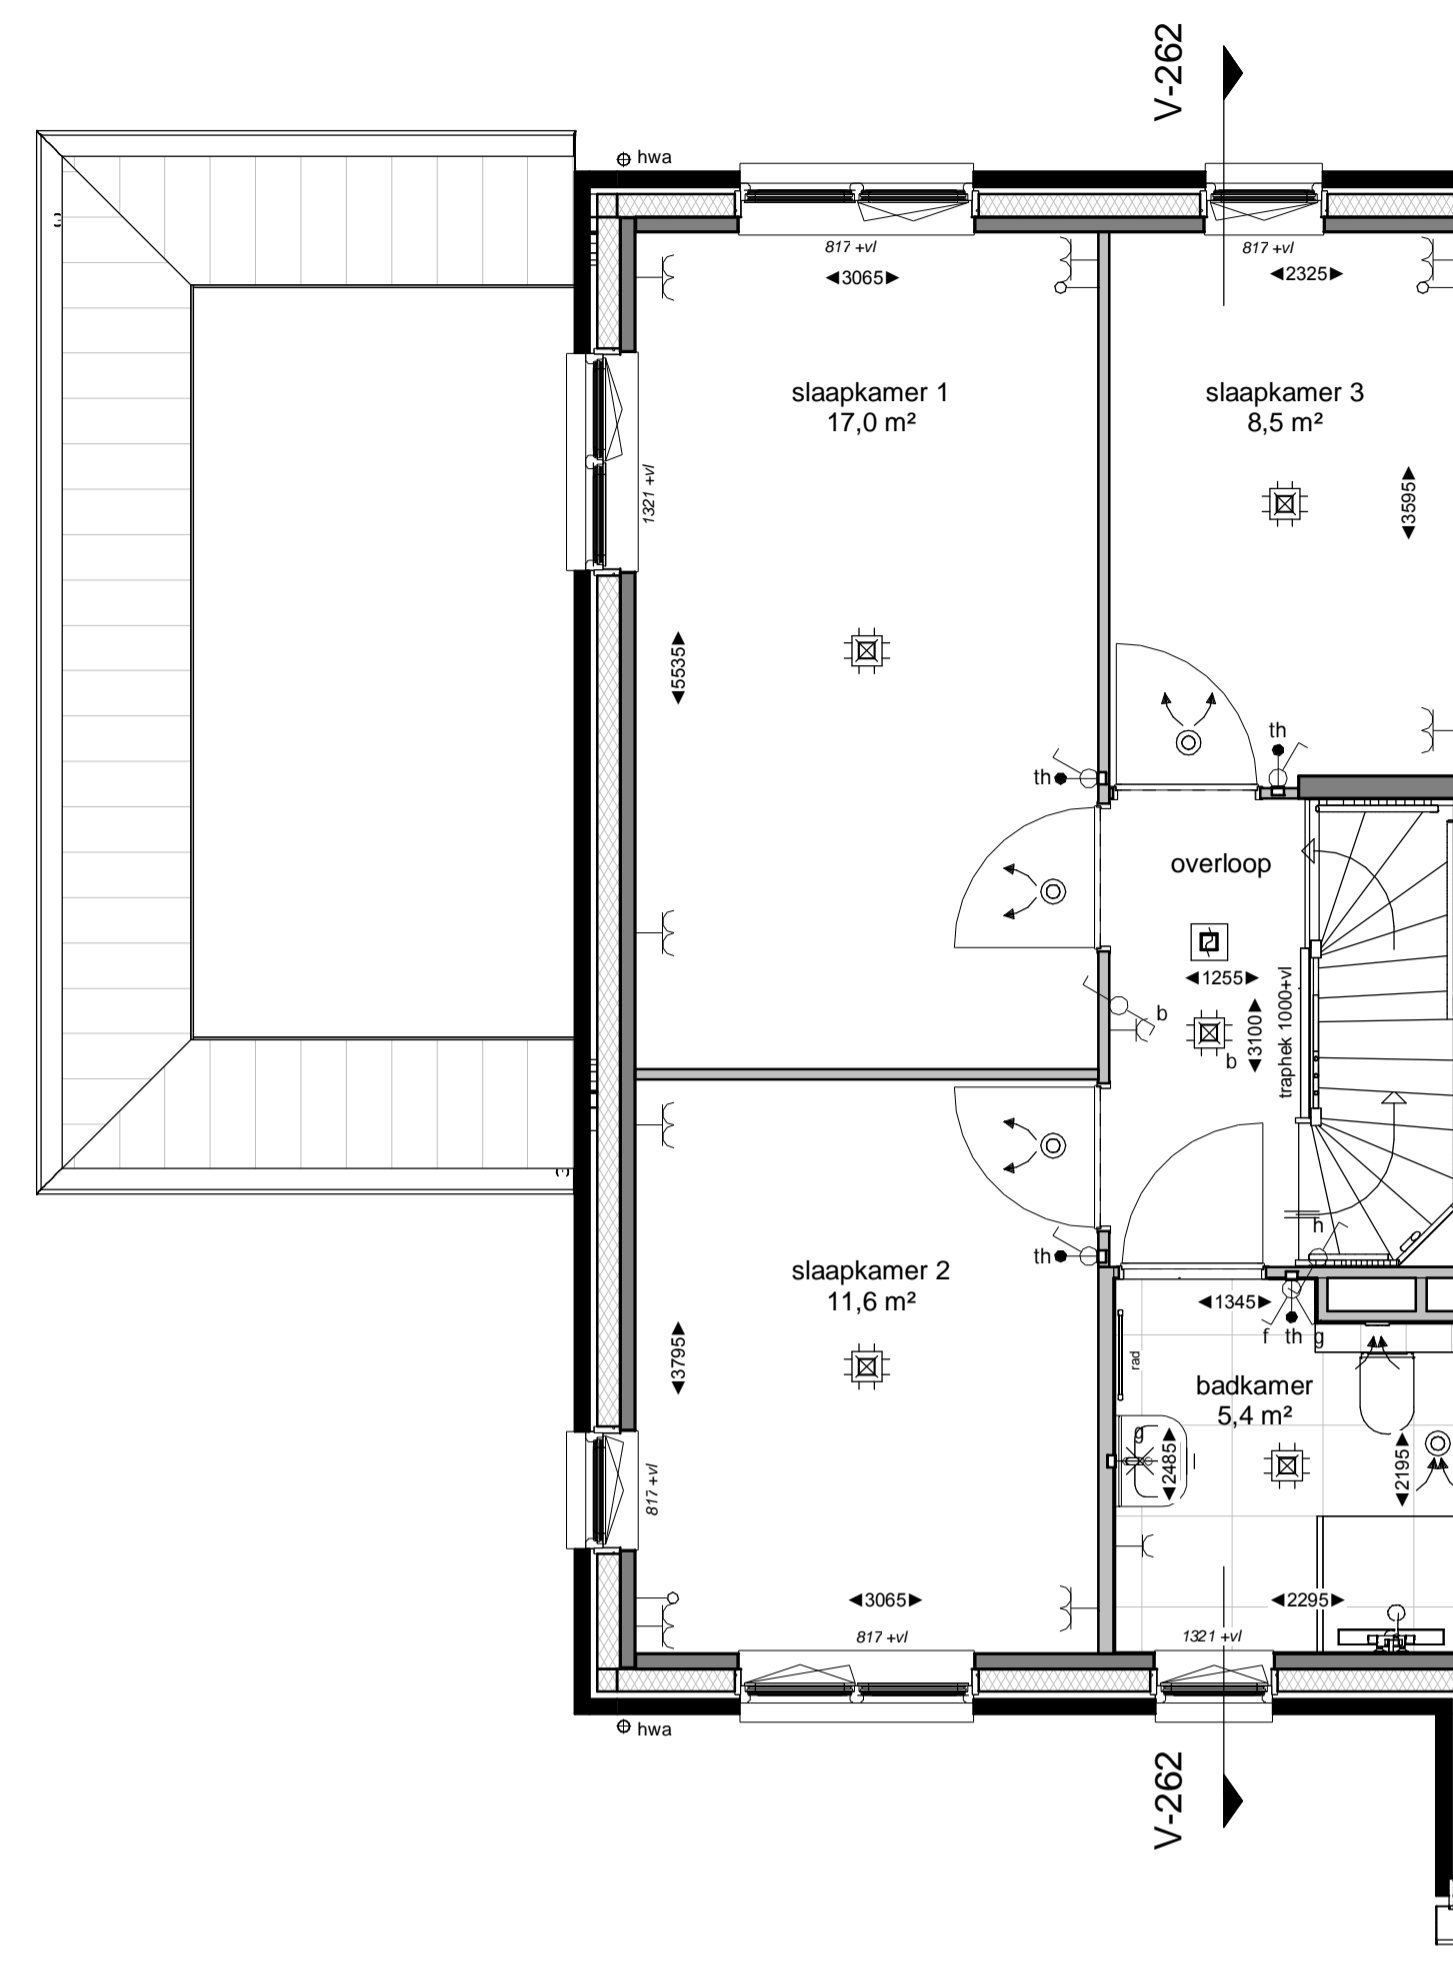 V-262
hwa
817 +vl
817 +vl
◄3065►
◄2325►
slaapkamer 1
17,0 m²
slaapkamer 3
8,5 m²
1321 +vl
◄3595►
◄5535►
th
th
overloop
◄1255►
b
◄3100►
traphek 1000+vl
b
h
th
slaapkamer 2
11,6 m²
◄1345►
f th g
rad
◄3795►
badkamer
5,4 m²
g
◄2485►
◄2195►
817 +vl
◄3065►
◄2295►
817 +vl
1321 +vl
hwa
V-262